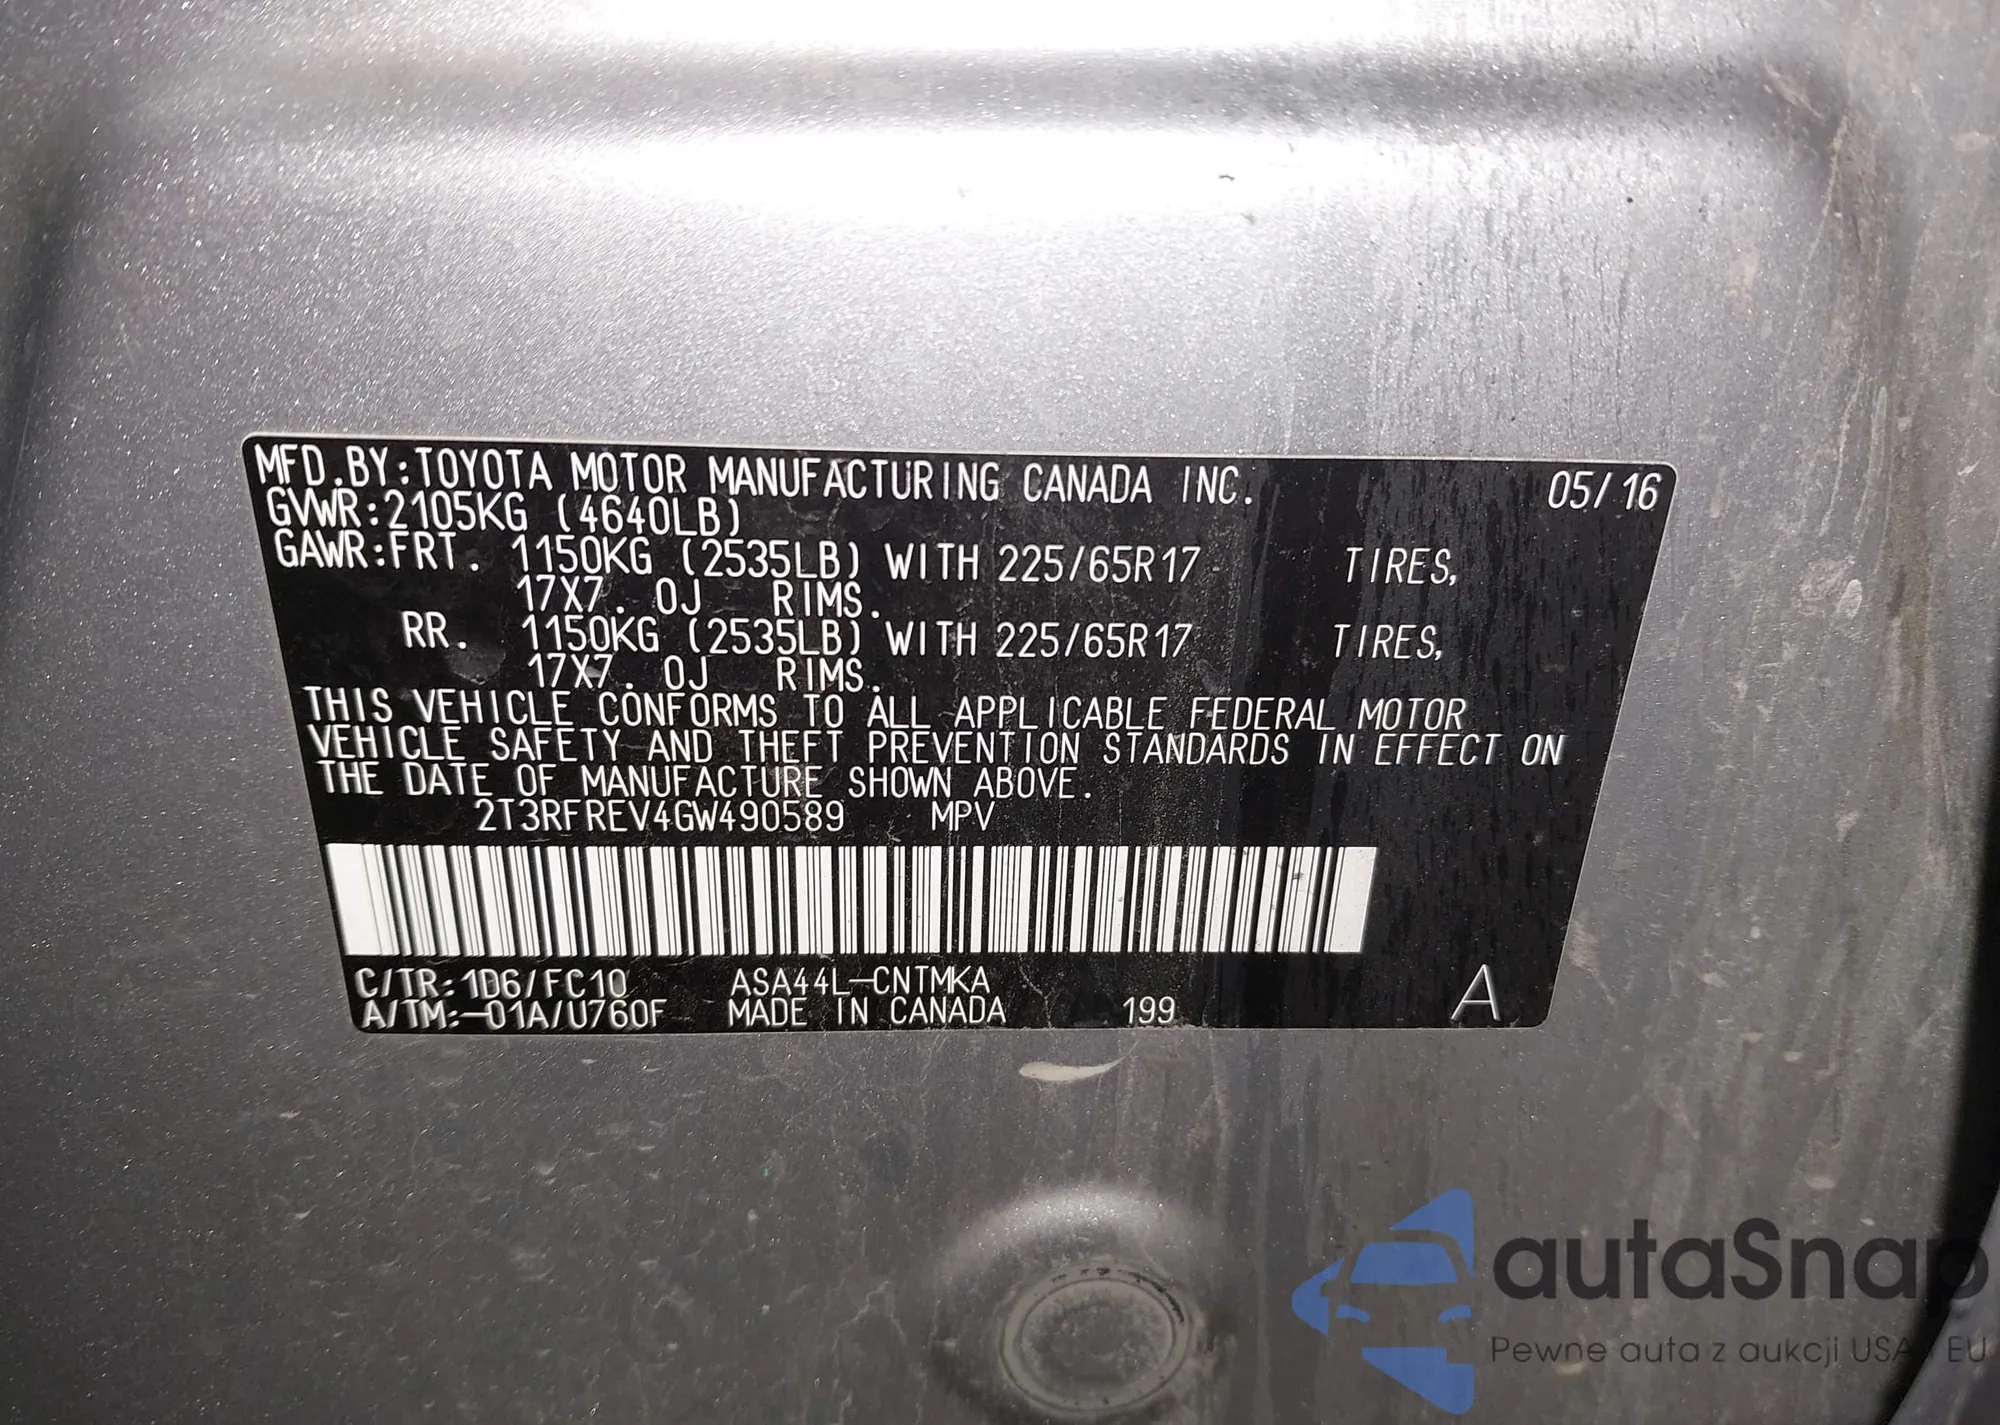 MFD.BY:TOYOTA MOTOR MANUFACTURING CANADA INC. 05/16
GVWR:2105KG (4640LB)
GAWR:FRT. 1150KG (2535LB) WITH 225/65R17 TIRES,
17X7.0J RIMS.
RR. 1150KG (2535LB) WITH 225/65R17 TIRES,
17X7.0J RIMS.
THIS VEHICLE CONFORMS TO ALL APPLICABLE FEDERAL MOTOR
VEHICLE SAFETY AND THEFT PREVENTION STANDARDS IN EFFECT ON
THE DATE OF MANUFACTURE SHOWN ABOVE.
2T3RFREV4GW490589 MPV
C/TR:1D6/FC10 ASA44L-CNTMKA
A/TM:-01A/U760F MADE IN CANADA 199 A
autaSnap
Pewne auta z aukcji USA EU